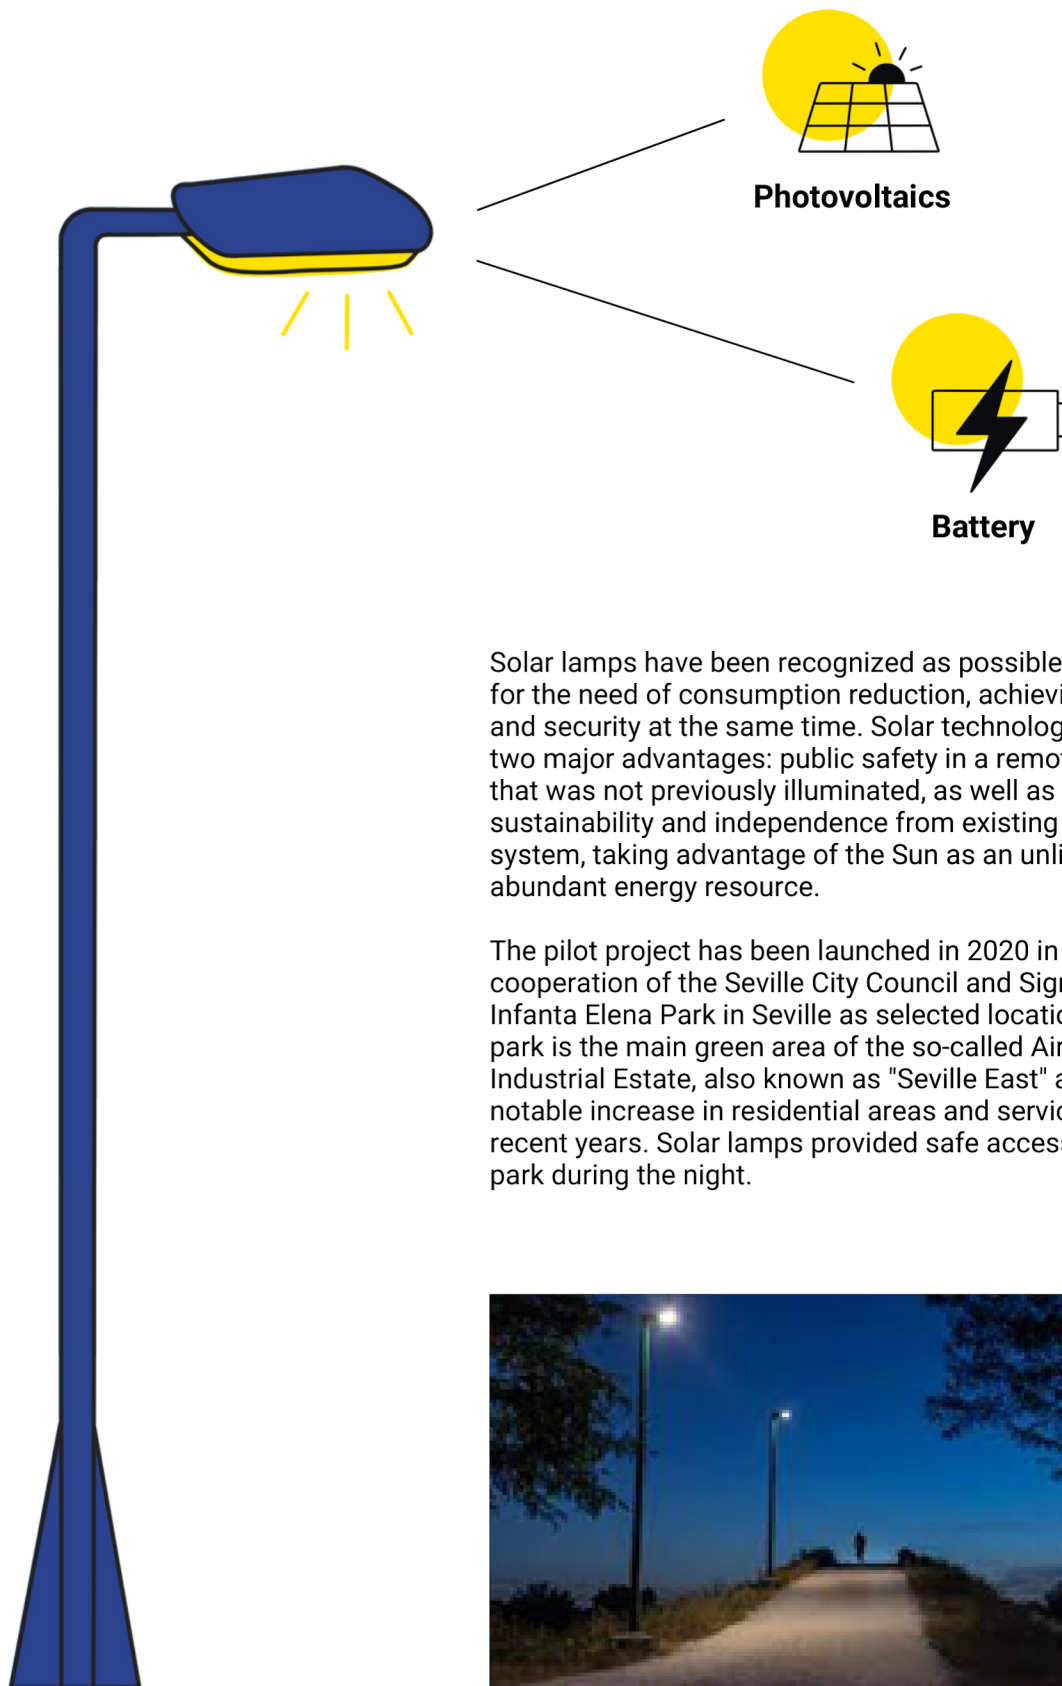 Photovoltaics
Battery
Solar lamps have been recognized as possible
for the need of consumption reduction, achievi
and security at the same time. Solar technolog
two major advantages: public safety in a remo
that was not previously illuminated, as well as
sustainability and independence from existing
system, taking advantage of the Sun as an unli
abundant energy resource.
The pilot project has been launched in 2020 in
cooperation of the Seville City Council and Sign
Infanta Elena Park in Seville as selected locatio
park is the main green area of the so-called Air
Industrial Estate, also known as "Seville East" a
notable increase in residential areas and servic
recent years. Solar lamps provided safe access
park during the night.